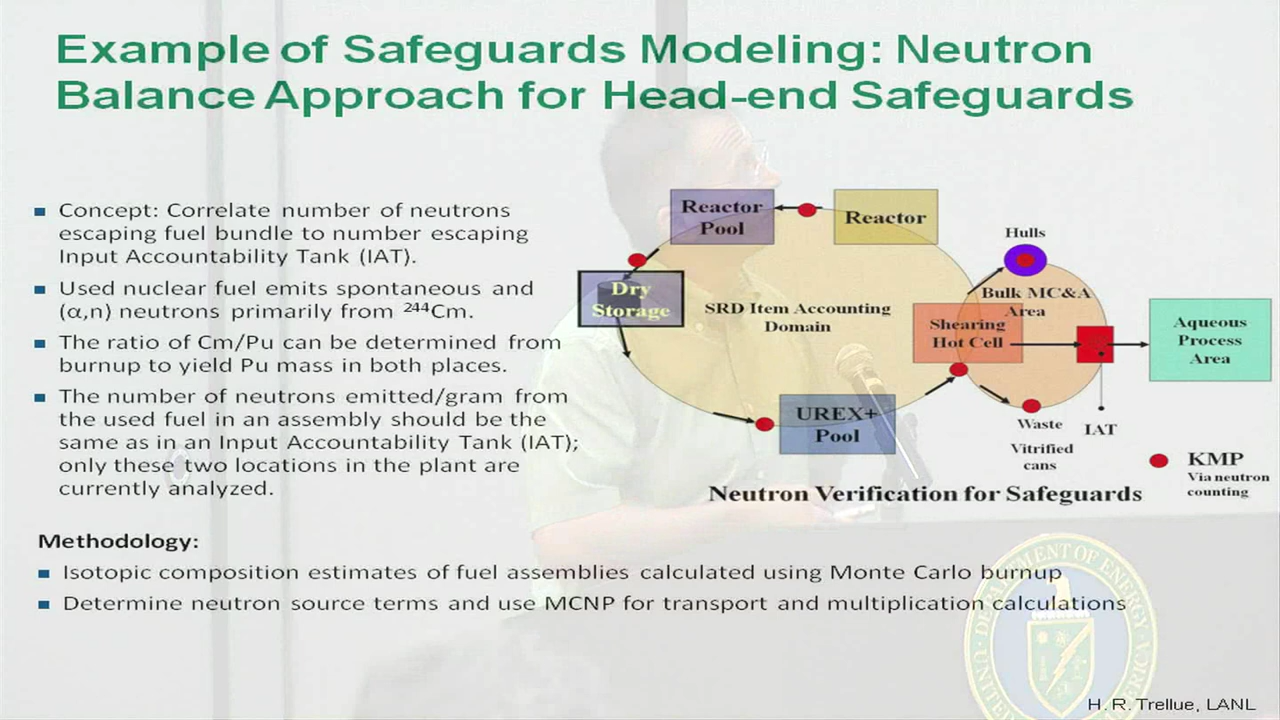 Example of Safeguards Modeling: Neutron
Balance Approach for Head-end Safeguards
▪ Concept: Correlate number of neutrons
escaping fuel bundle to number escaping
Input Accountability Tank (IAT).
▪ Used nuclear fuel emits spontaneous and
(α,n) neutrons primarily from ²⁴⁴Cm.
▪ The ratio of Cm/Pu can be determined from
burnup to yield Pu mass in both places.
▪ The number of neutrons emitted/gram from
the used fuel in an assembly should be the
same as in an Input Accountability Tank (IAT);
only these two locations in the plant are
currently analyzed.
Reactor
Pool
Reactor
Hulls
Dry
Storage
SRD Item Accounting
Domain
Bulk MC&A
Area
Shearing
Hot Cell
Aqueous
Process
Area
UREX+
Pool
Waste
Vitrified
cans
IAT
KMP
Via neutron
counting
Neutron Verification for Safeguards
Methodology:
▪ Isotopic composition estimates of fuel assemblies calculated using Monte Carlo burnup
▪ Determine neutron source terms and use MCNP for transport and multiplication calculations
DEPARTMENT OF ENERGY
UNITED
H. R. Trellue, LANL